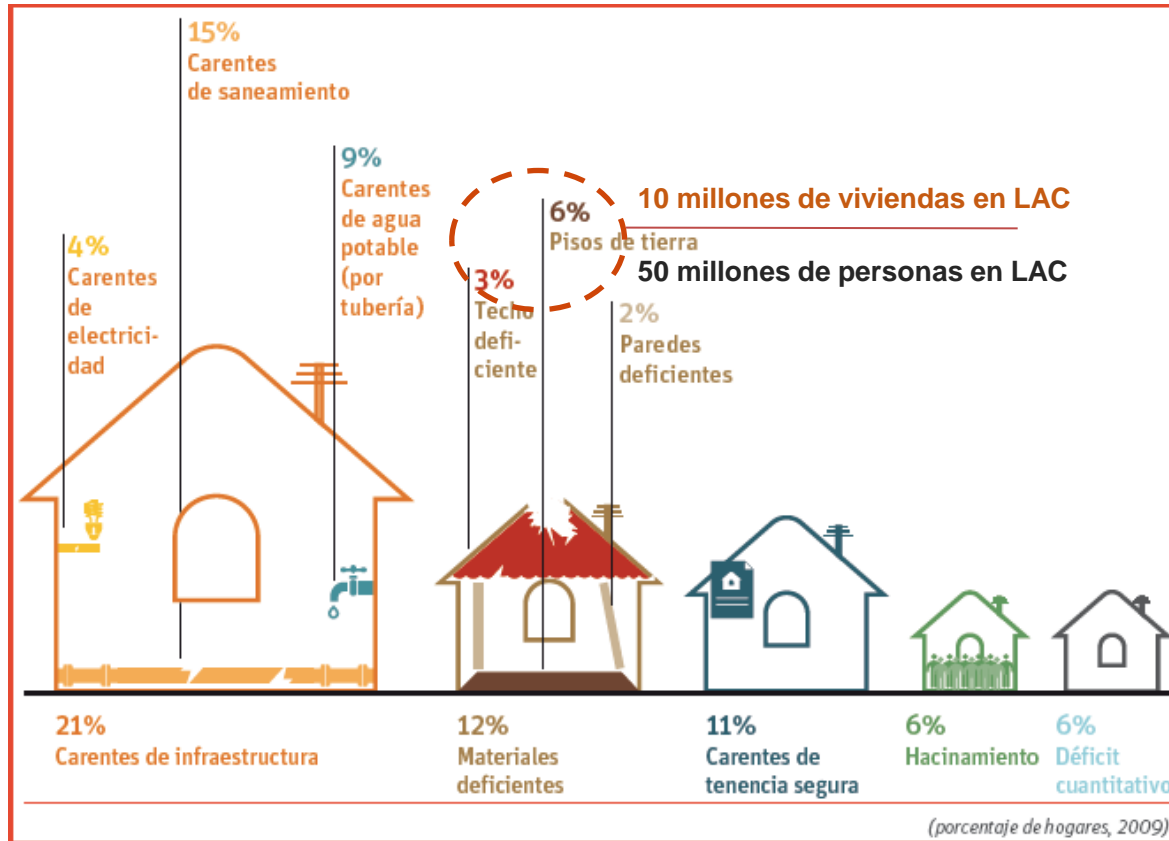 15%
Carentes
de saneamiento
9%
Carentes
de agua
potable
(por
tubería)
4%
Carentes
de
electrici-
dad
6%
Pisos de tierra
10 millones de viviendas en LAC
50 millones de personas en LAC
3%
Techo
defi-
ciente
2%
Paredes
deficientes
21%
Carentes de infraestructura
12%
Materiales
deficientes
11%
Carentes de
tenencia segura
6%
Hacinamiento
6%
Déficit
cuantitativo
(porcentaje de hogares, 2009)